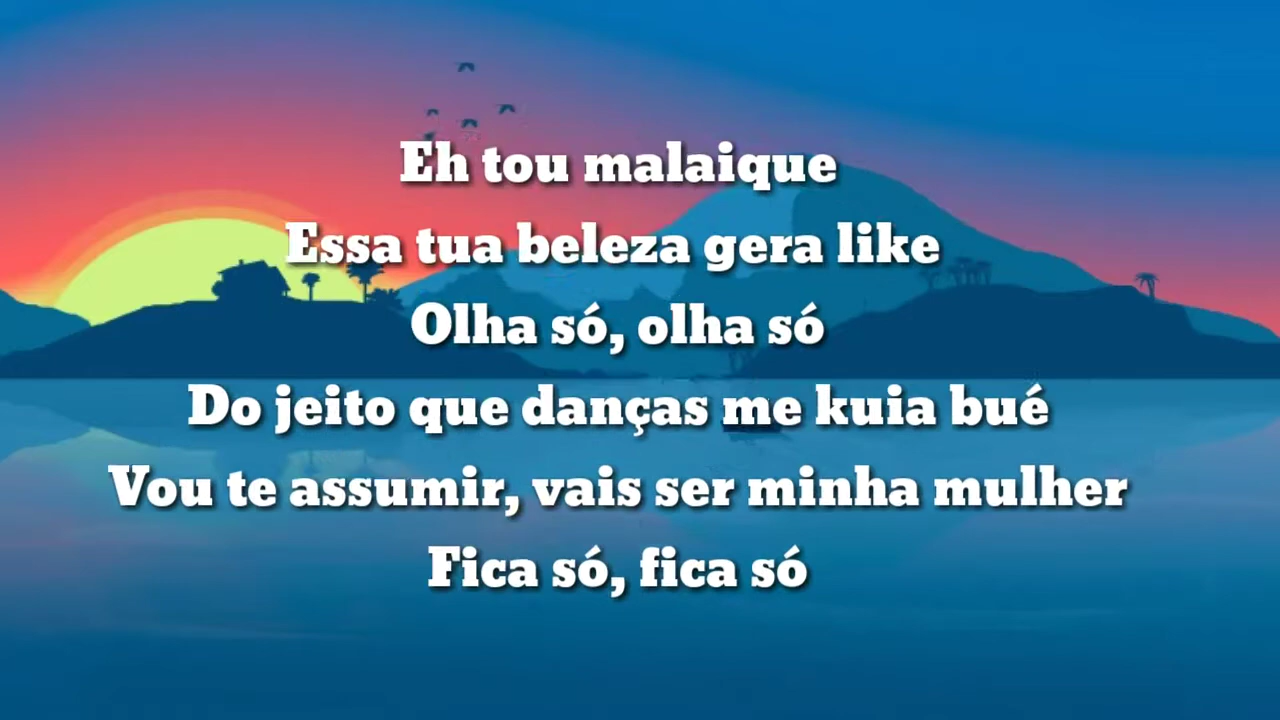 Eh tou malaique
Essa tua beleza gera like
Olha só, olha só
Do jeito que danças me kuia bué
Vou te assumir, vais ser minha mulher
Fica só, fica só